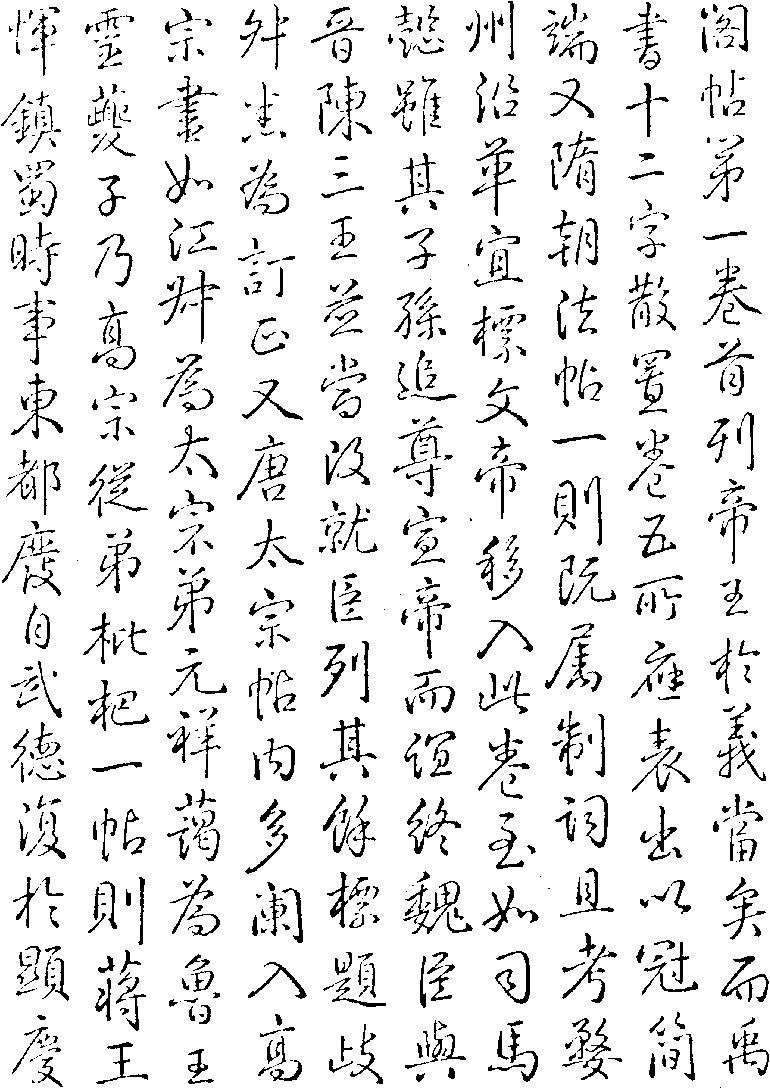 閣帖第一卷首列帝王於義當矣而禹
書十二字散置卷五所應表出以冠簡
端又隋朝法帖一則既属制詞且考婺
州沿革宜標文帝移入此卷至如司馬
懿雖其子孫追尊宣帝而誼終魏臣與
晉陳三王並當改就臣列其餘標題歧
舛悉為訂正又唐太宗帖内多闌入高
宗書如江舛為太宗弟元祥藹為魯王
靈夔子乃高宗從弟枇杷一帖則蔣王
惲鎮蜀時事東都廢自武德復於顯慶